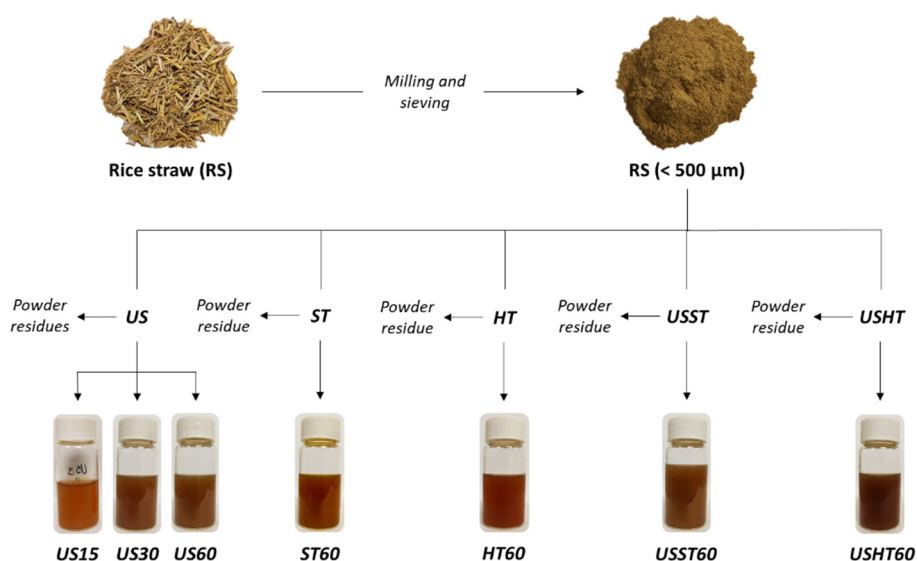 Milling and
sieving
Rice straw (RS)
RS (< 500 μm)
Powder
residues
US
Powder
residue
ST
Powder
residue
HT
Powder
residue
USST
Powder
residue
USHT
US15
US30
US60
ST60
HT60
USST60
USHT60